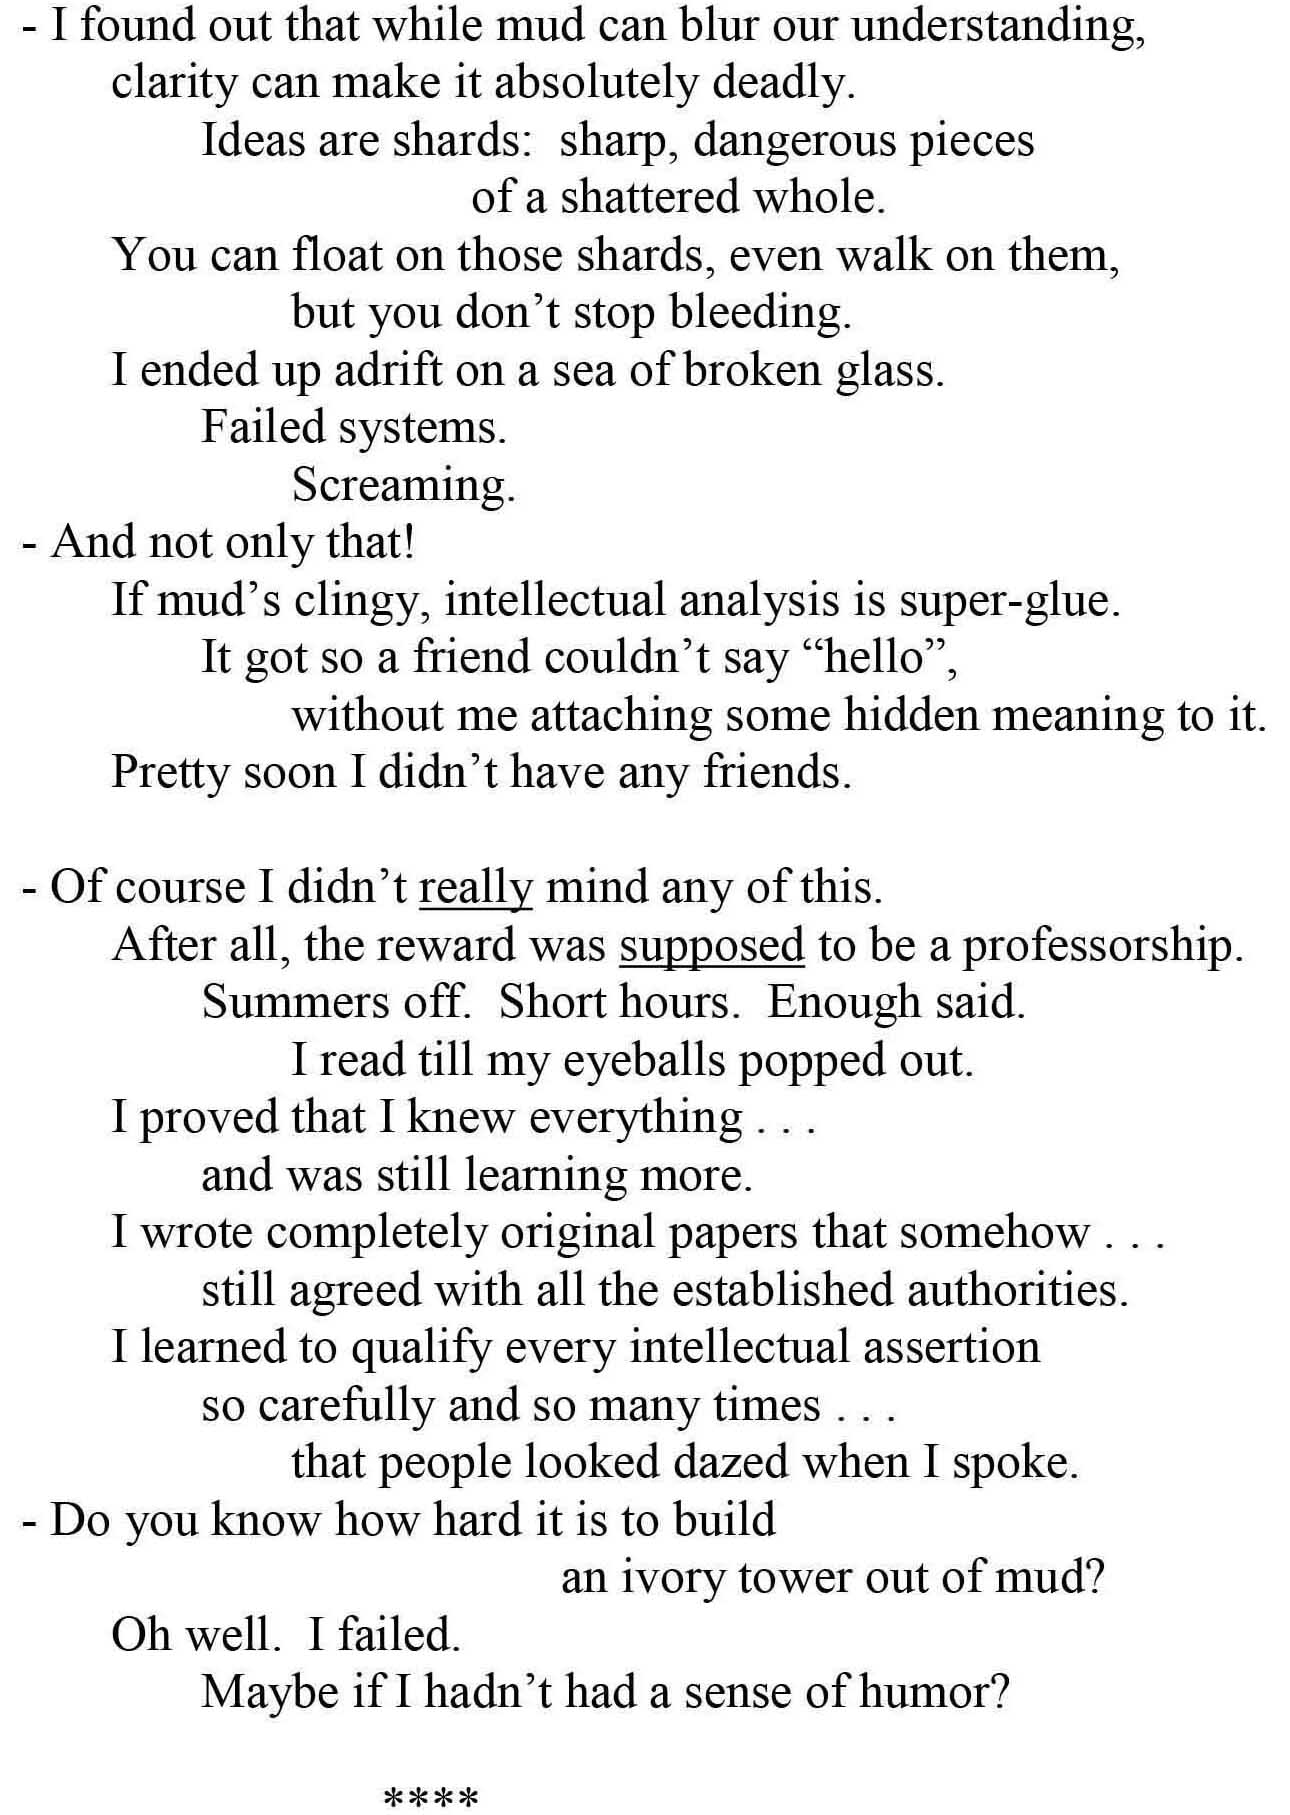 - I found out that while mud can blur our understanding,
clarity can make it absolutely deadly.
Ideas are shards:  sharp, dangerous pieces
of a shattered whole.
You can float on those shards, even walk on them,
but you don’t stop bleeding.
I ended up adrift on a sea of broken glass.
Failed systems.
Screaming.
- And not only that!
If mud’s clingy, intellectual analysis is super-glue.
It got so a friend couldn’t say “hello”,
without me attaching some hidden meaning to it.
Pretty soon I didn’t have any friends.

- Of course I didn’t really mind any of this.
After all, the reward was supposed to be a professorship.
Summers off.  Short hours.  Enough said.
I read till my eyeballs popped out.
I proved that I knew everything . . .
and was still learning more.
I wrote completely original papers that somehow . . .
still agreed with all the established authorities.
I learned to qualify every intellectual assertion
so carefully and so many times . . .
that people looked dazed when I spoke.
- Do you know how hard it is to build
an ivory tower out of mud?
Oh well.  I failed.
Maybe if I hadn’t had a sense of humor?

****